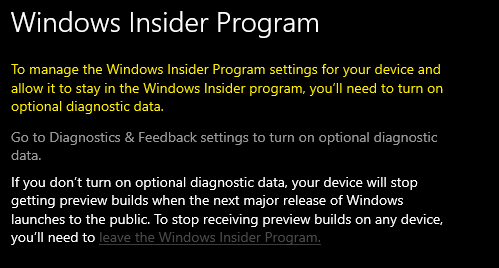 Windows Insider Program
To manage the Windows Insider Program settings for your device and
allow it to stay in the Windows Insider program, you'll need to turn on
optional diagnostic data.
Go to Diagnostics & Feedback settings to turn on optional diagnostic
data.
If you don't turn on optional diagnostic data, your device will stop
getting preview builds when the next major release of Windows
launches to the public. To stop receiving preview builds on any device,
you'll need to leave the Windows Insider Program.